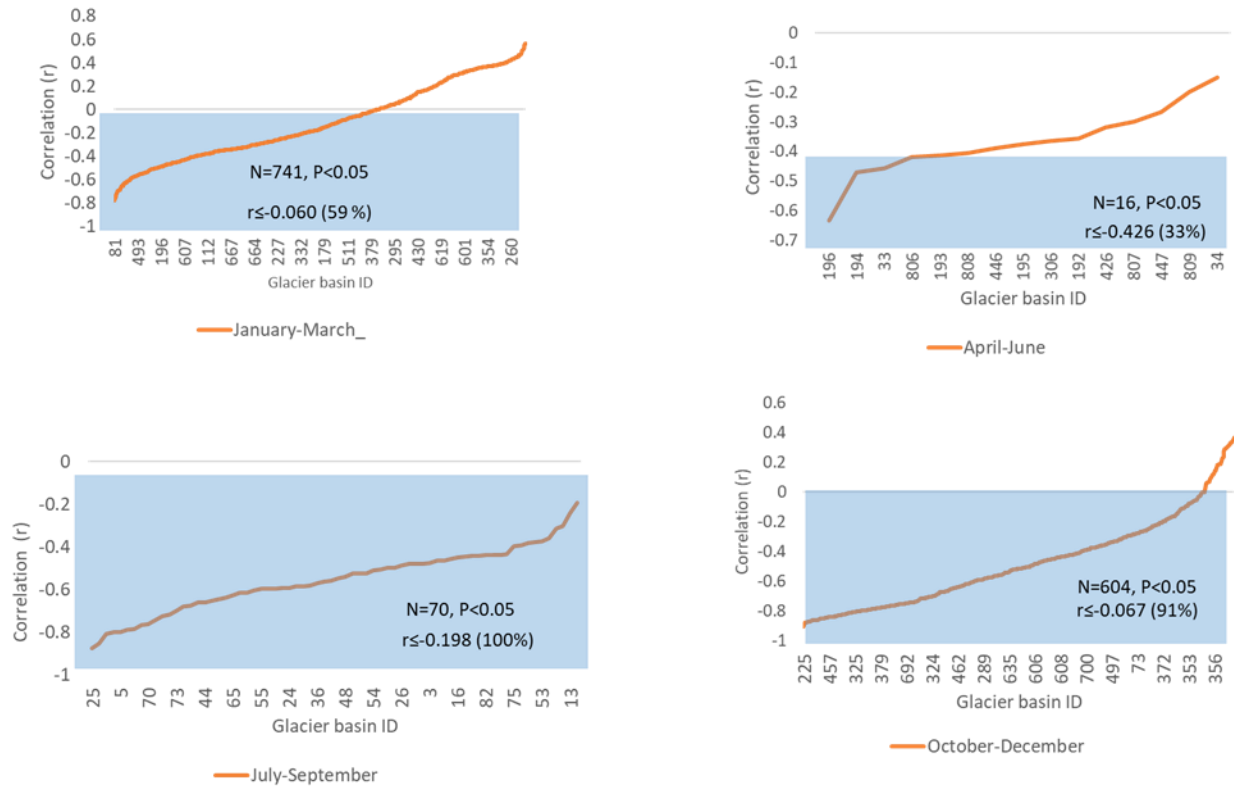 0.8
0.6
0.4
0.2
0
-0.2
-0.4
-0.6
-0.8
-1
Correlation (r)
N=741, P<0.05
r≤-0.060 (59 %)
81 493 196 607 112 667 664 227 332 179 511 379 295 430 619 601 354 260
Glacier basin ID
January-March_
0
-0.1
-0.2
-0.3
-0.4
-0.5
-0.6
-0.7
Correlation (r)
N=16, P<0.05
r≤-0.426 (33%)
196 194 33 806 193 808 446 195 306 192 426 807 447 809 34
Glacier basin ID
April-June
0
-0.2
-0.4
-0.6
-0.8
-1
Correlation (r)
N=70, P<0.05
r≤-0.198 (100%)
25 5 70 73 44 65 55 24 36 48 54 26 3 16 82 75 53 13
Glacier basin ID
July-September
0.6
0.4
0.2
0
-0.2
-0.4
-0.6
-0.8
-1
Correlation (r)
N=604, P<0.05
r≤-0.067 (91%)
225 457 325 379 692 324 462 289 635 606 608 700 497 73 372 353 356
Glacier basin ID
October-December